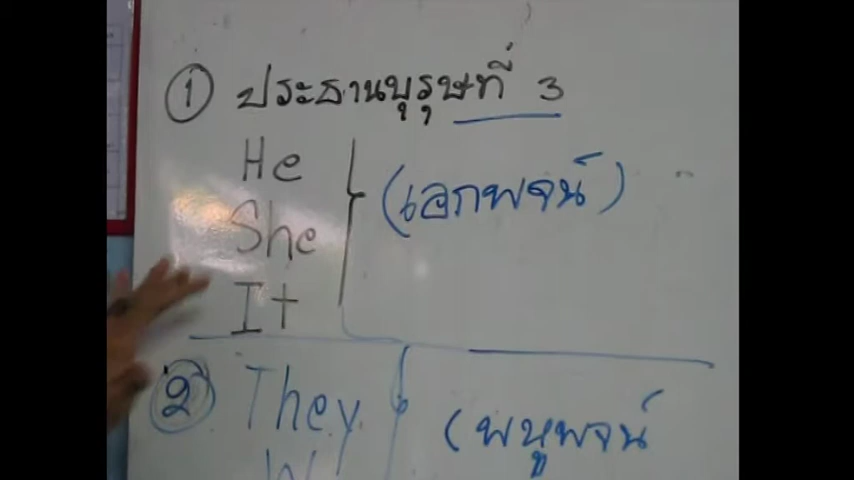 ① ประธานบุรุษที่ 3
He
She
It
(เอกพจน์)
② They
(พหูพจน์